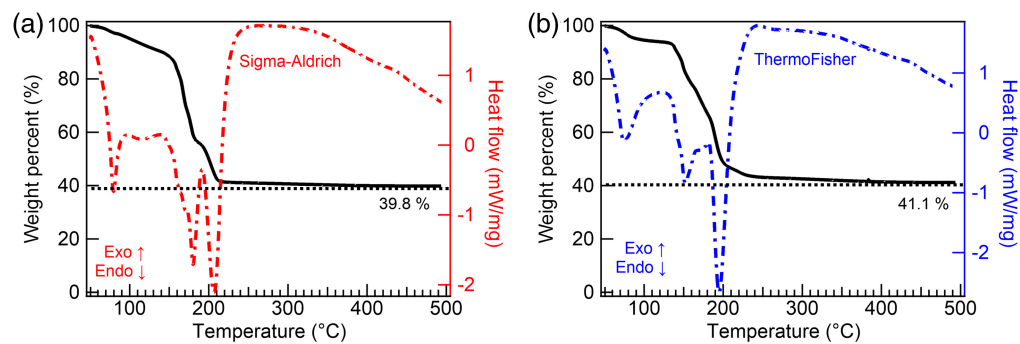 (a)
100
80
60
40
20
0
Weight percent (%)
Sigma-Aldrich
39.8 %
Exo ↑
Endo ↓
1
0
-1
-2
Heat flow (mW/mg)
100 200 300 400 500
Temperature (°C)
(b)
100
80
60
40
20
0
Weight percent (%)
ThermoFisher
41.1 %
Exo ↑
Endo ↓
1
0
-1
-2
Heat flow (mW/mg)
100 200 300 400 500
Temperature (°C)